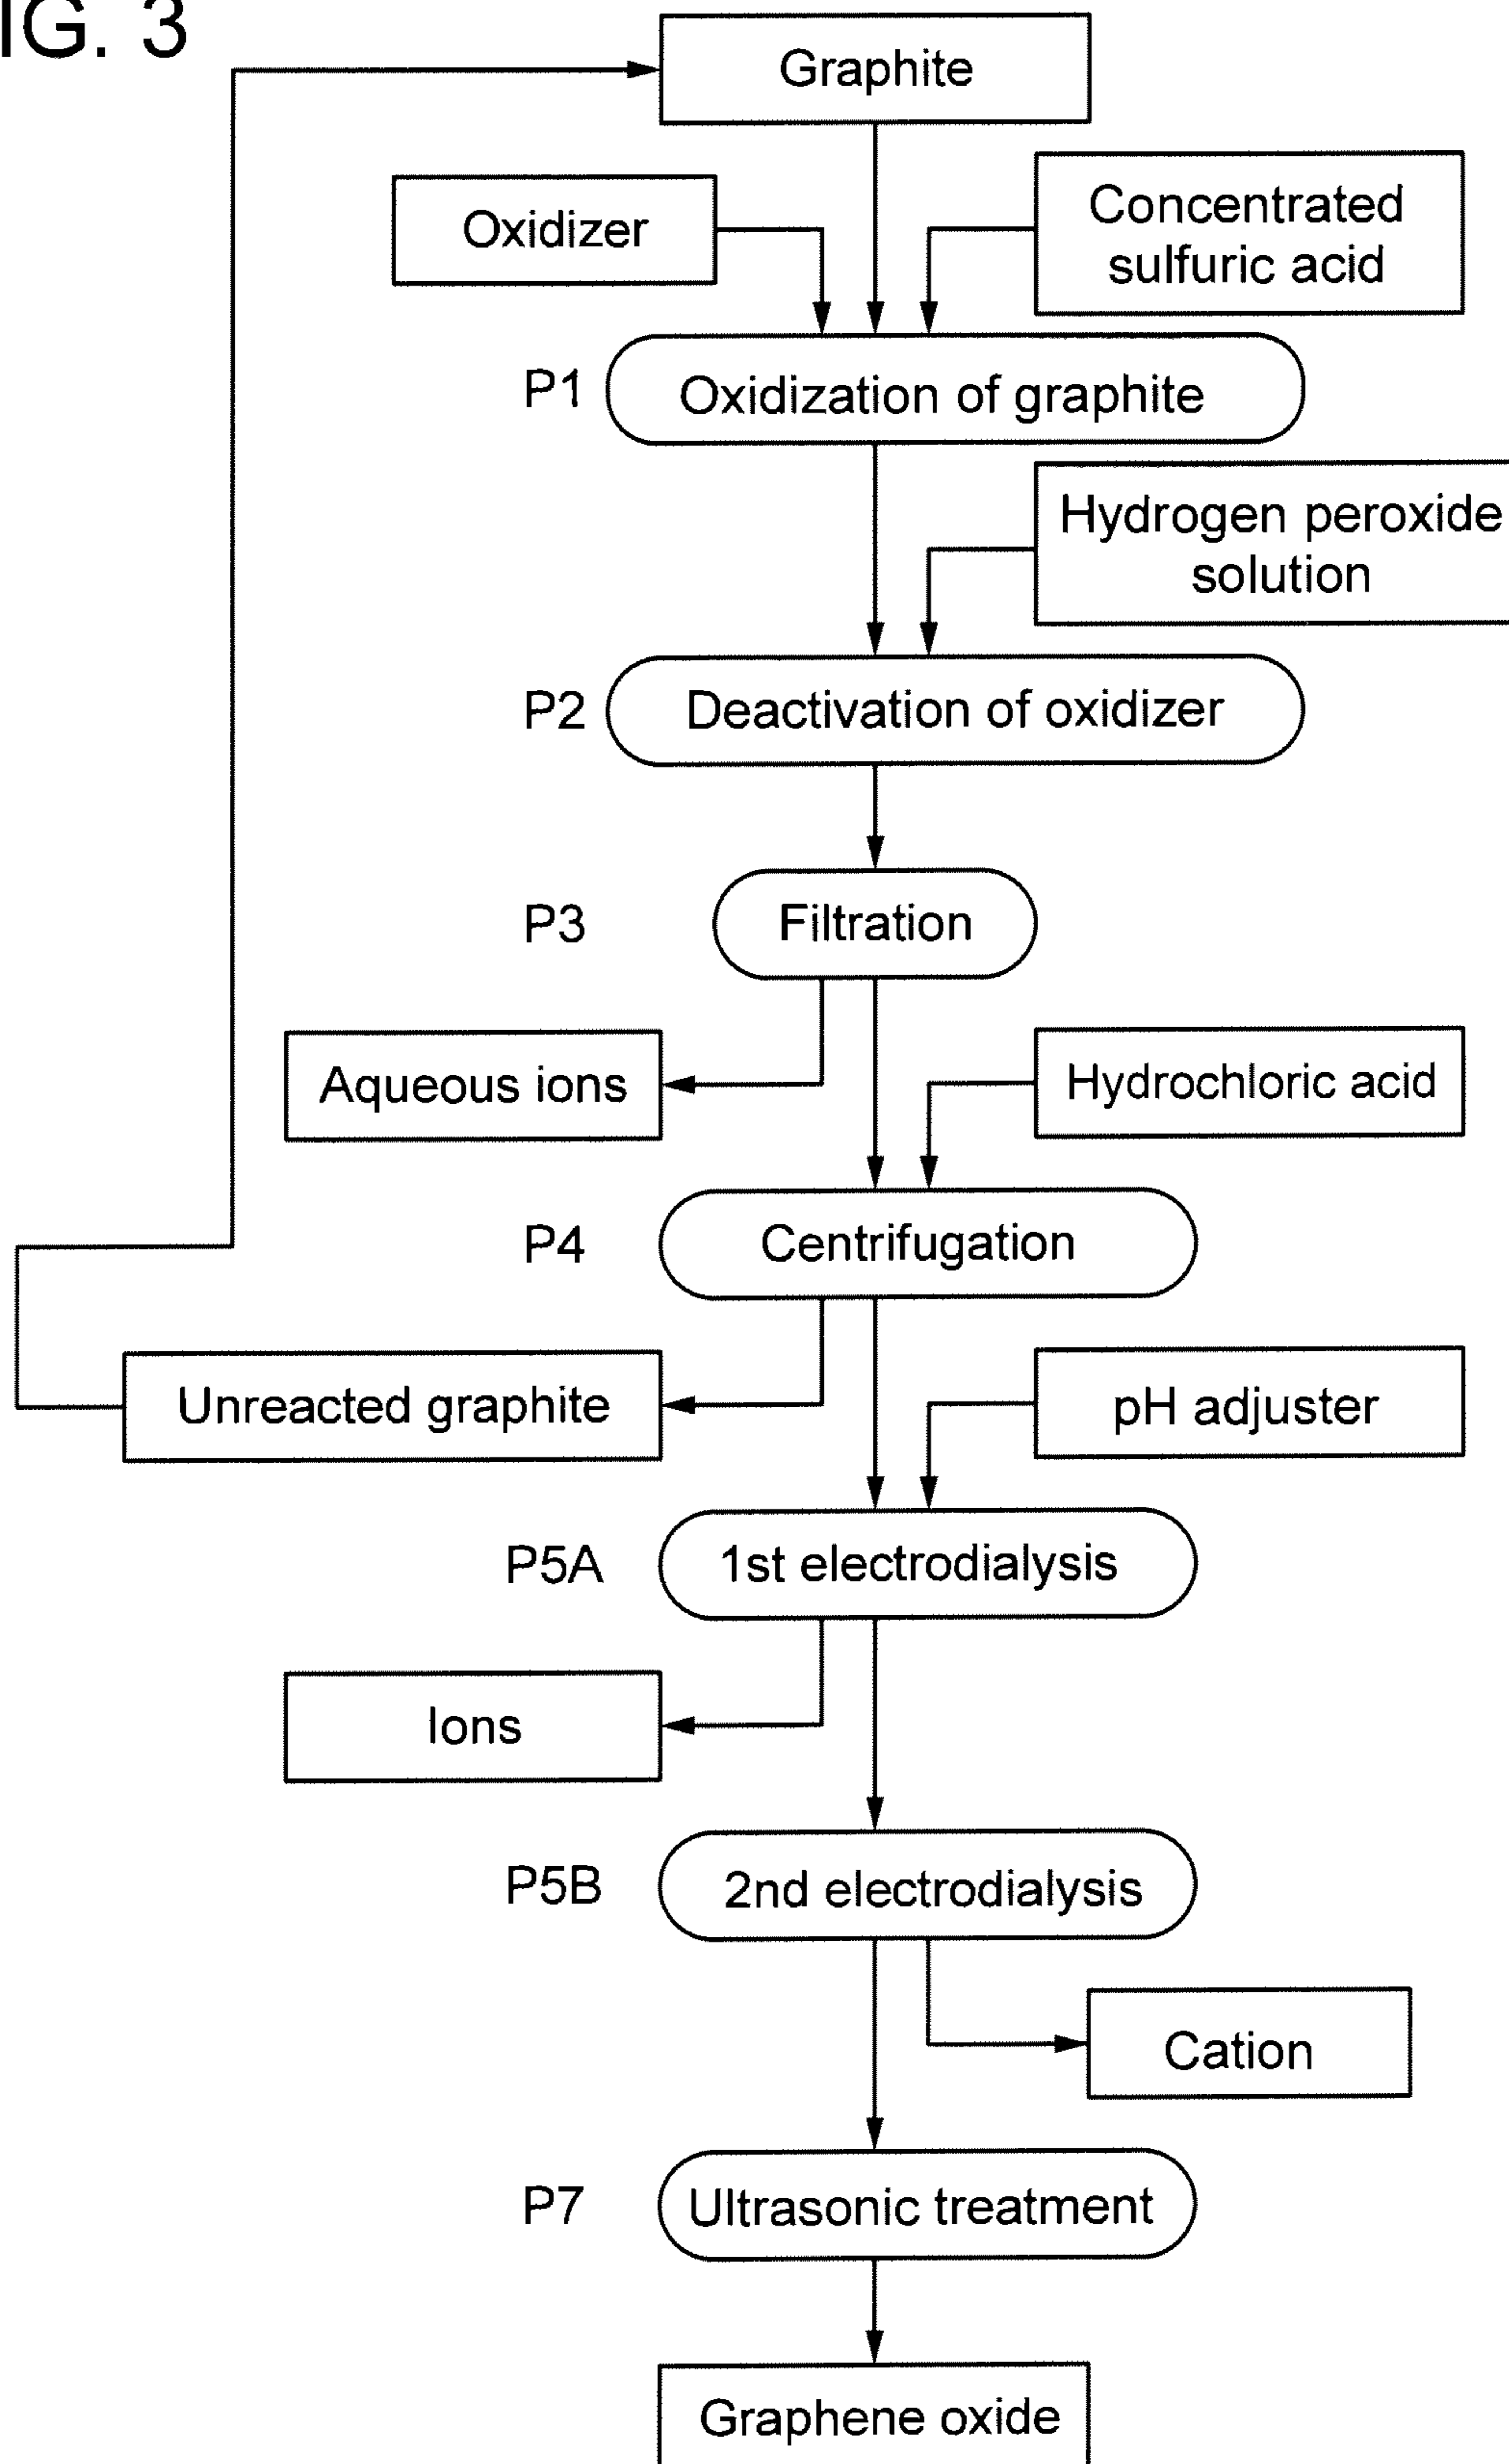 IG. 3
Graphite
Oxidizer
Concentrated
sulfuric acid
P1
Oxidization of graphite
Hydrogen peroxide
solution
P2
Deactivation of oxidizer
P3
Filtration
Aqueous ions
Hydrochloric acid
P4
Centrifugation
Unreacted graphite
pH adjuster
P5A
1st electrodialysis
Ions
P5B
2nd electrodialysis
Cation
P7
Ultrasonic treatment
Graphene oxide